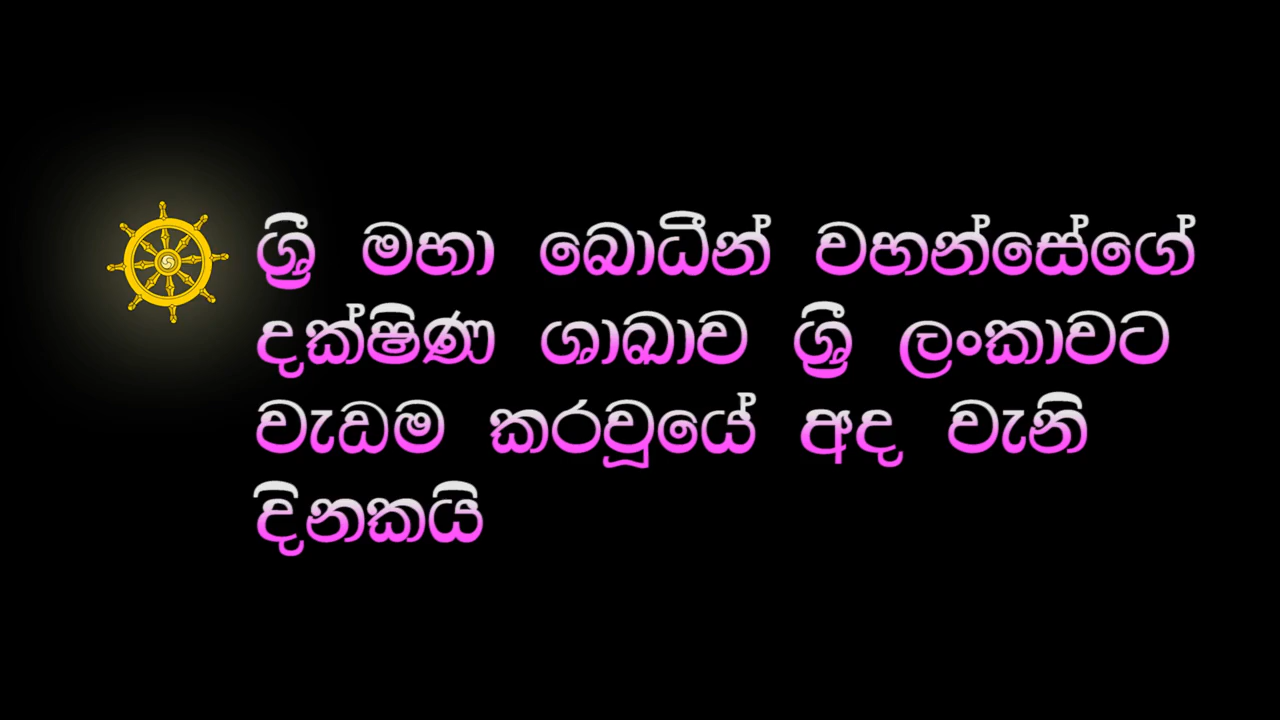 ශ්‍රී මහා බොධීන් වහන්සේගේ
දක්ෂිණ ශාඛාව ශ්‍රී ලංකාවට
වැඩම කරවූයේ අද වැනි
දිනකයි